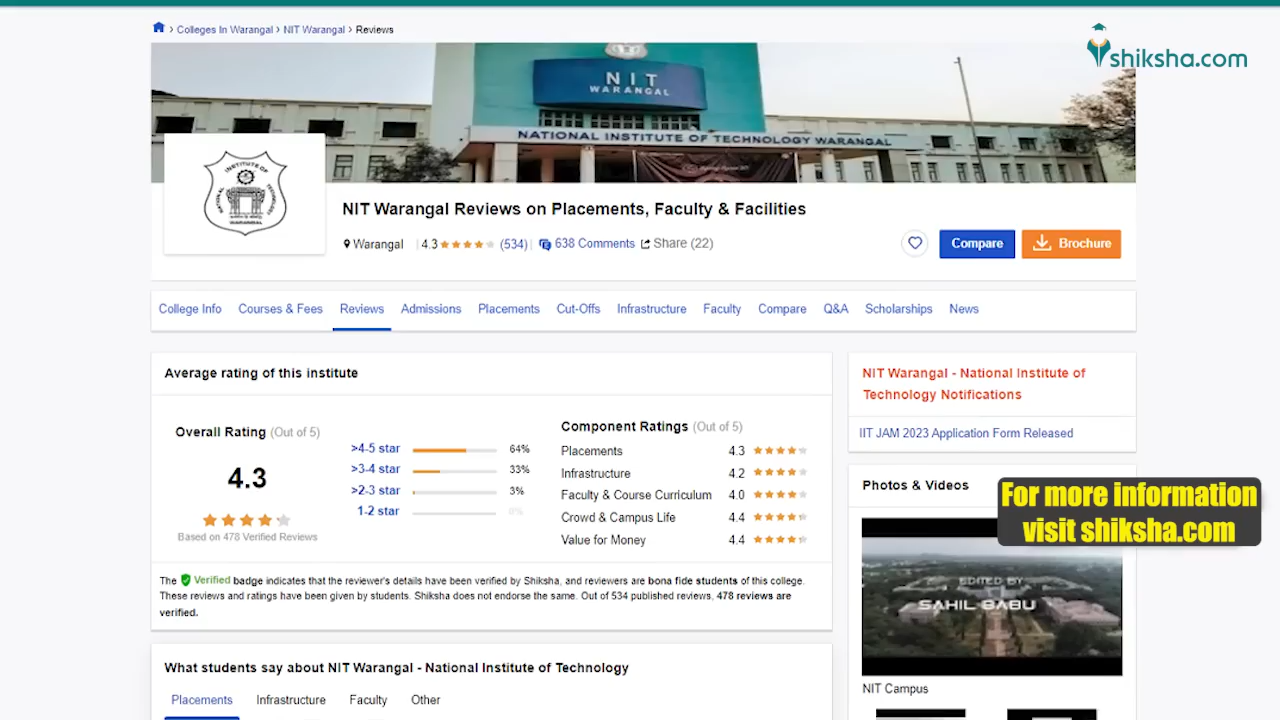 Colleges In Warangal > NIT Warangal > Reviews
shiksha.com
NIT
WARANGAL
NATIONAL INSTITUTE OF TECHNOLOGY WARANGAL
INSTITUTE OF
NATIONAL
TECHNOLOGY
WARANGAL
NIT Warangal Reviews on Placements, Faculty & Facilities
Warangal | 4.3 (534) 638 Comments Share (22)
Compare
Brochure
College Info Courses & Fees Reviews Admissions Placements Cut-Offs Infrastructure Faculty Compare Q&A Scholarships News
Average rating of this institute
Overall Rating (Out of 5)
4.3
Based on 478 Verified Reviews
>4-5 star 64%
>3-4 star 33%
>2-3 star 3%
1-2 star 0%
Component Ratings (Out of 5)
Placements 4.3
Infrastructure 4.2
Faculty & Course Curriculum 4.0
Crowd & Campus Life 4.4
Value for Money 4.4
The Verified badge indicates that the reviewer's details have been verified by Shiksha, and reviewers are bona fide students of this college.
These reviews and ratings have been given by students. Shiksha does not endorse the same. Out of 534 published reviews, 478 reviews are
verified.
What students say about NIT Warangal - National Institute of Technology
Placements Infrastructure Faculty Other
NIT Warangal - National Institute of
Technology Notifications
IIT JAM 2023 Application Form Released
Photos & Videos
For more information
visit shiksha.com
EDITED BY
SAHIL BABU
NIT Campus